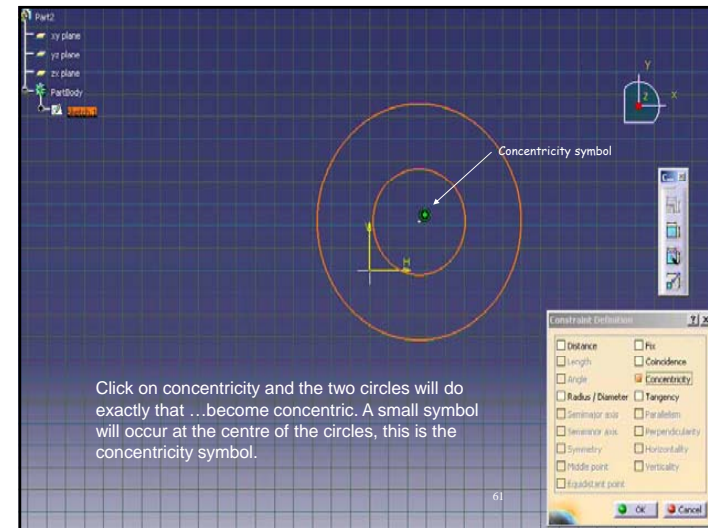 Part2
xy plane
yz plane
zx plane
PartBody
Sketch.1
Y
Z
X
Concentricity symbol
V
H
Constraint Definition
Distance
Fix
Length
Coincidence
Angle
Concentricity
Radius / Diameter
Tangency
Semimajor axis
Parallelism
Semiminor axis
Perpendicularity
Symmetry
Horizontality
Middle point
Verticality
Equidistant point
OK
Cancel
Click on concentricity and the two circles will do
exactly that …become concentric. A small symbol
will occur at the centre of the circles, this is the
concentricity symbol.
61